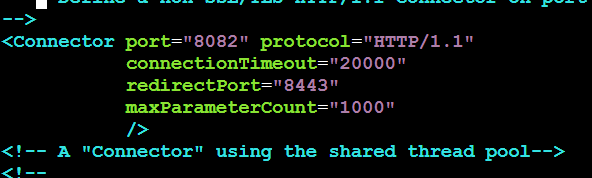 Define a non-SSL/TLS HTTP/1.1 Connector on port
-->
<Connector port="8082" protocol="HTTP/1.1"
connectionTimeout="20000"
redirectPort="8443"
maxParameterCount="1000"
/>
<!-- A "Connector" using the shared thread pool-->
<!--